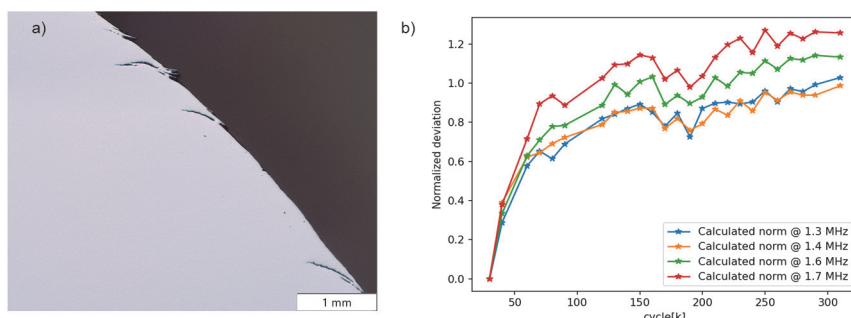 a)
1 mm
b)
Normalized deviation
1.2
1.0
0.8
0.6
0.4
0.2
0.0
50
100
150
200
250
300
cycle[k]
Calculated norm @ 1.3 MHz
Calculated norm @ 1.4 MHz
Calculated norm @ 1.6 MHz
Calculated norm @ 1.7 MHz